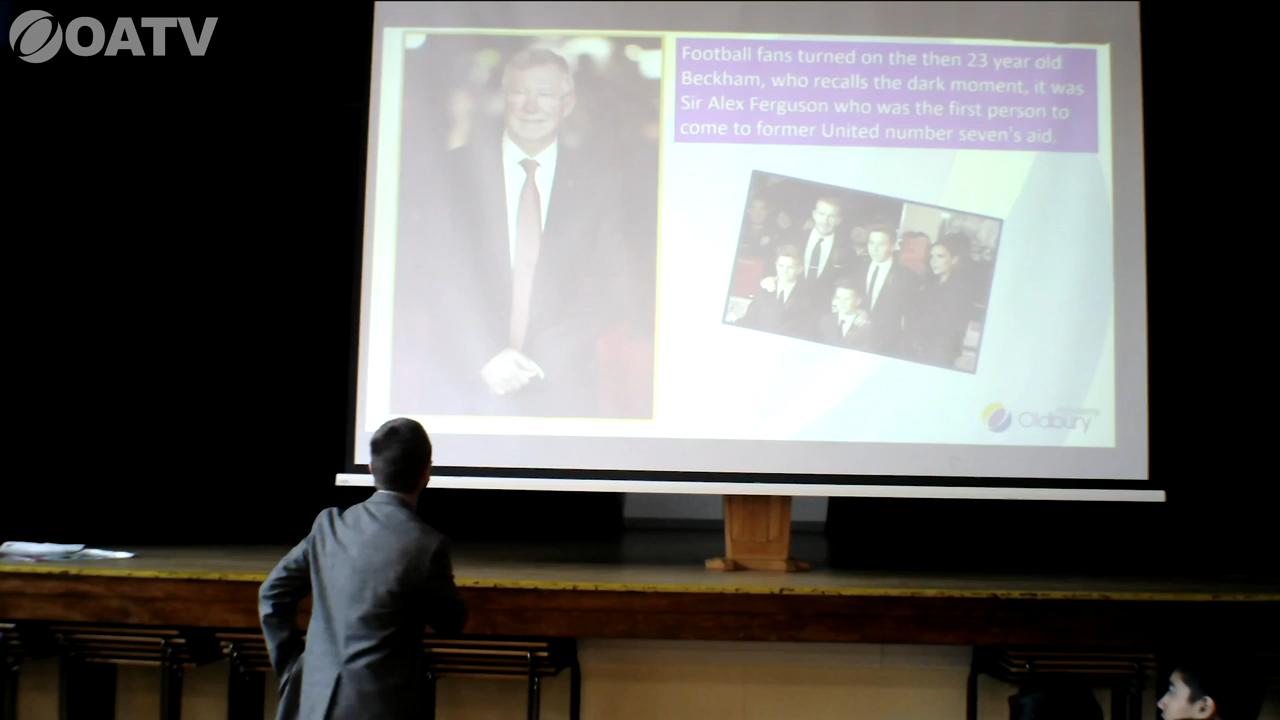 OATV
Football fans turned on the then 23 year old
Beckham, who recalls the dark moment, it was
Sir Alex Ferguson who was the first person to
come to former United number seven's aid.
Oldbury